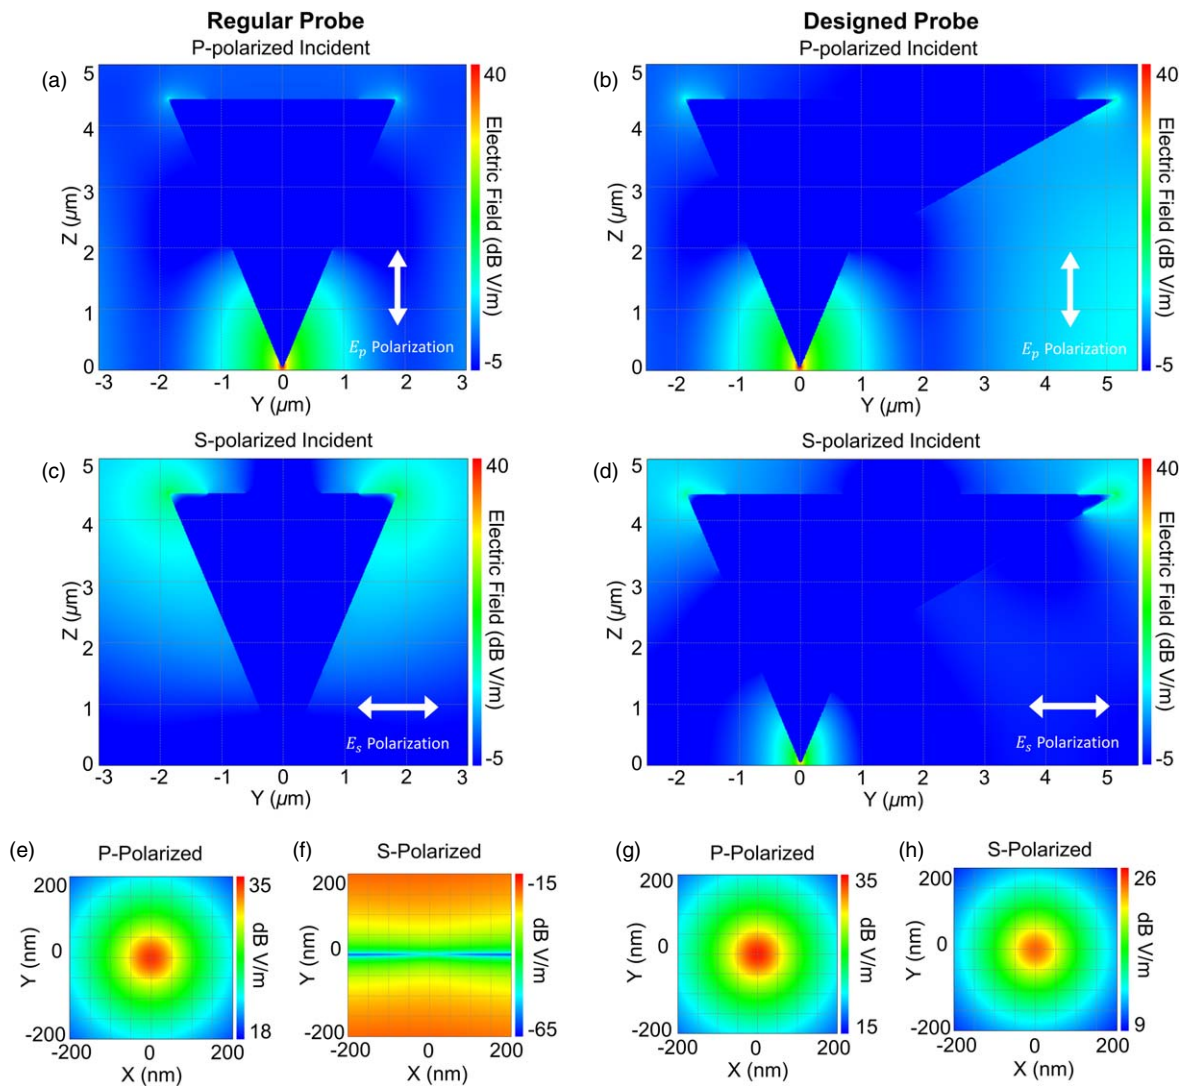 Regular Probe
Designed Probe
P-polarized Incident
P-polarized Incident
(a)
5
4
3
2
1
0
Z (µm)
-3 -2 -1 0 1 2 3
Y (µm)
40
-5
Electric Field (dB V/m)
E_p Polarization
(b)
5
4
3
2
1
0
Z (µm)
-2 -1 0 1 2 3 4 5
Y (µm)
40
-5
Electric Field (dB V/m)
E_p Polarization
S-polarized Incident
S-polarized Incident
(c)
5
4
3
2
1
0
Z (µm)
-3 -2 -1 0 1 2 3
Y (µm)
40
-5
Electric Field (dB V/m)
E_s Polarization
(d)
5
4
3
2
1
0
Z (µm)
-2 -1 0 1 2 3 4 5
Y (µm)
40
-5
Electric Field (dB V/m)
E_s Polarization
(e)
P-Polarized
200
0
-200
Y (nm)
-200 0 200
X (nm)
35
18
dB V/m
(f)
S-Polarized
200
0
-200
Y (nm)
-200 0 200
X (nm)
-15
-65
dB V/m
(g)
P-Polarized
200
0
-200
Y (nm)
-200 0 200
X (nm)
35
15
dB V/m
(h)
S-Polarized
200
0
-200
Y (nm)
-200 0 200
X (nm)
26
9
dB V/m